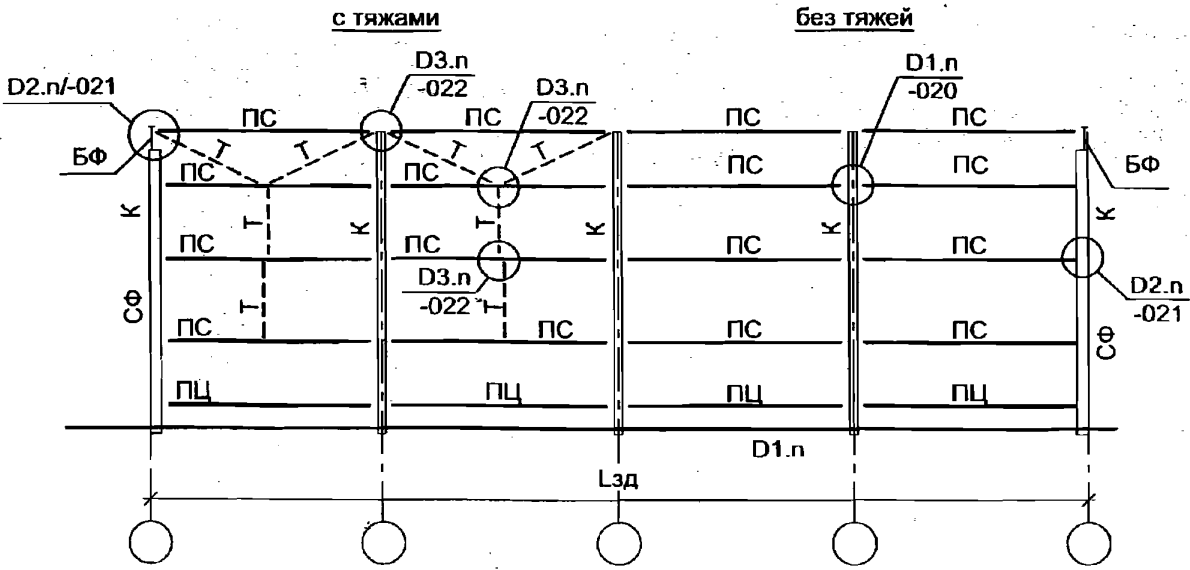 с тяжами
без тяжей
D2.п/-021
D3.п
-022
D3.п
-022
D1.п
-020
ПС
ПС
ПС
ПС
БФ
Т
Т
Т
Т
БФ
ПС
ПС
ПС
ПС
К
Т
К
Т
К
К
К
ПС
ПС
ПС
ПС
D3.п
-022
D2.п
-021
СФ
Т
Т
СФ
ПС
ПС
ПС
ПС
ПЦ
ПЦ
ПЦ
ПЦ
D1.п
Lзд